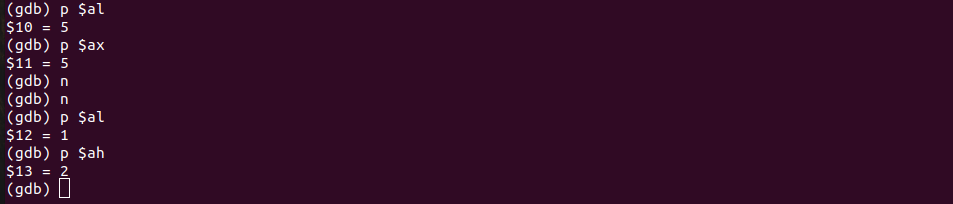 (gdb) p $al
$10 = 5
(gdb) p $ax
$11 = 5
(gdb) n
(gdb) n
(gdb) p $al
$12 = 1
(gdb) p $ah
$13 = 2
(gdb)